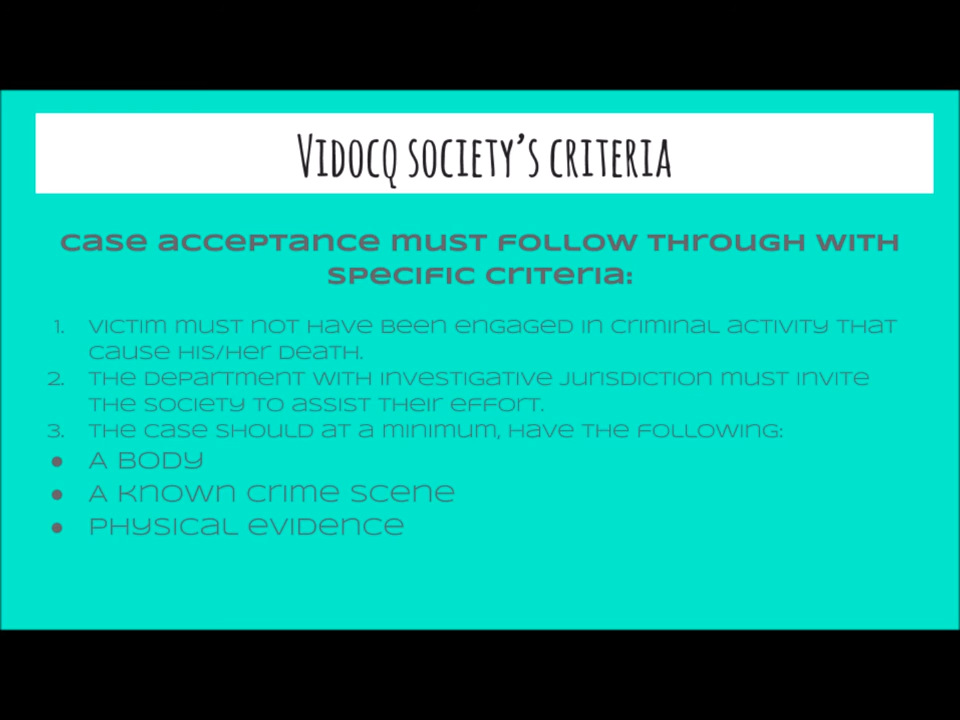 Vidocq society's criteria
Case acceptance must follow through with
specific criteria:
1. Victim must not have been engaged in criminal activity that
cause his/her death.
2. The department with investigative jurisdiction must invite
the society to assist their effort.
3. The case should at a minimum, have the following:
● A body
● A known crime scene
● Physical evidence